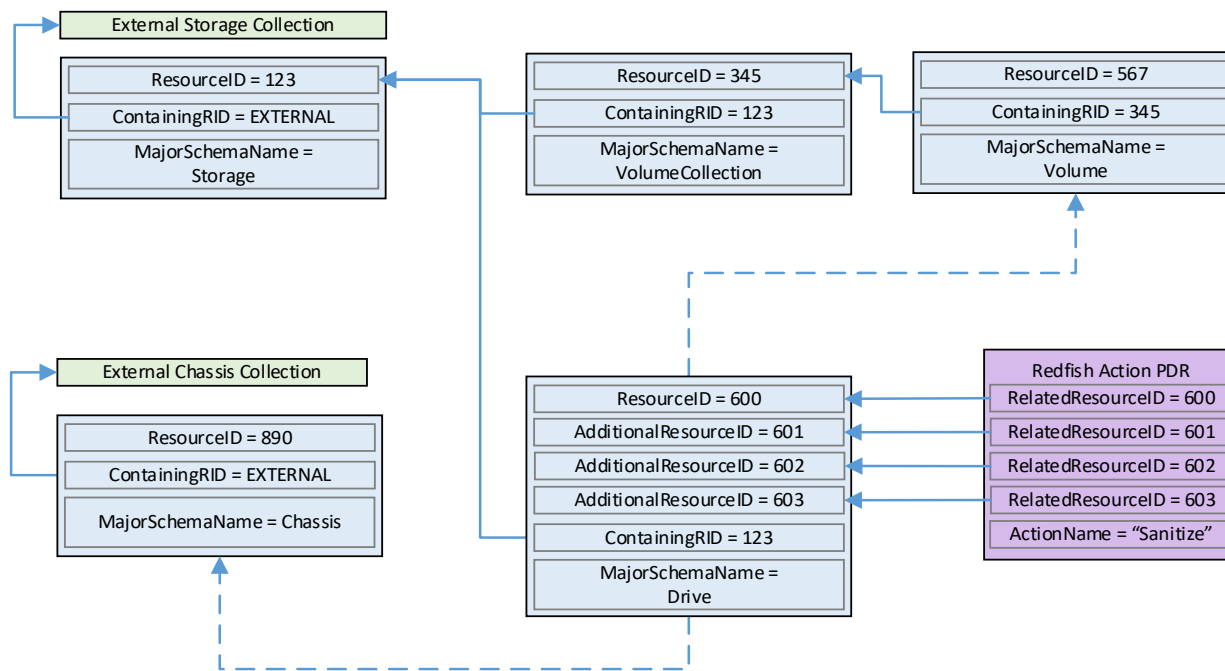 External Storage Collection
ResourceID = 123
ContainingRID = EXTERNAL
MajorSchemaName =
Storage
ResourceID = 345
ContainingRID = 123
MajorSchemaName =
VolumeCollection
ResourceID = 567
ContainingRID = 345
MajorSchemaName =
Volume
External Chassis Collection
ResourceID = 890
ContainingRID = EXTERNAL
MajorSchemaName = Chassis
ResourceID = 600
AdditionalResourceID = 601
AdditionalResourceID = 602
AdditionalResourceID = 603
ContainingRID = 123
MajorSchemaName =
Drive
Redfish Action PDR
RelatedResourceID = 600
RelatedResourceID = 601
RelatedResourceID = 602
RelatedResourceID = 603
ActionName = “Sanitize”